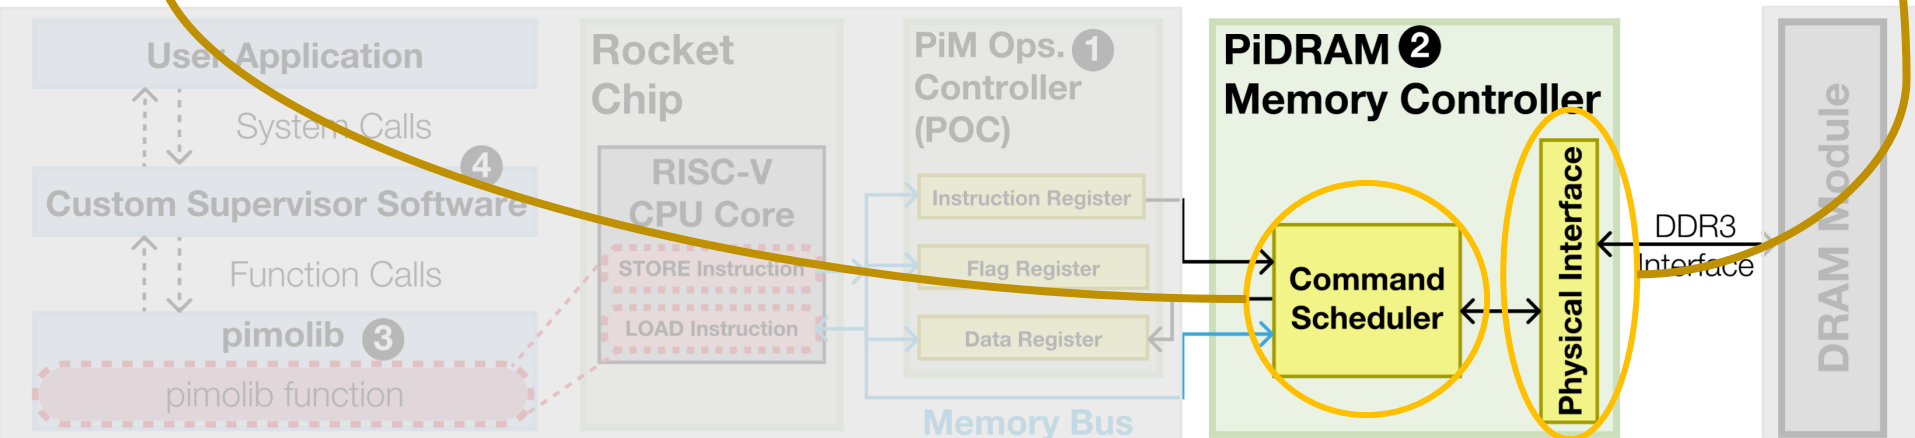 User Application
System Calls
4
Custom Supervisor Software
Function Calls
pimolib 3
pimolib function
Rocket
Chip
RISC-V
CPU Core
STORE Instruction
LOAD Instruction
PiM Ops. 1
Controller
(POC)
Instruction Register
Flag Register
Data Register
Memory Bus
PiDRAM 2
Memory Controller
Command
Scheduler
Physical Interface
DDR3
Interface
DRAM Module